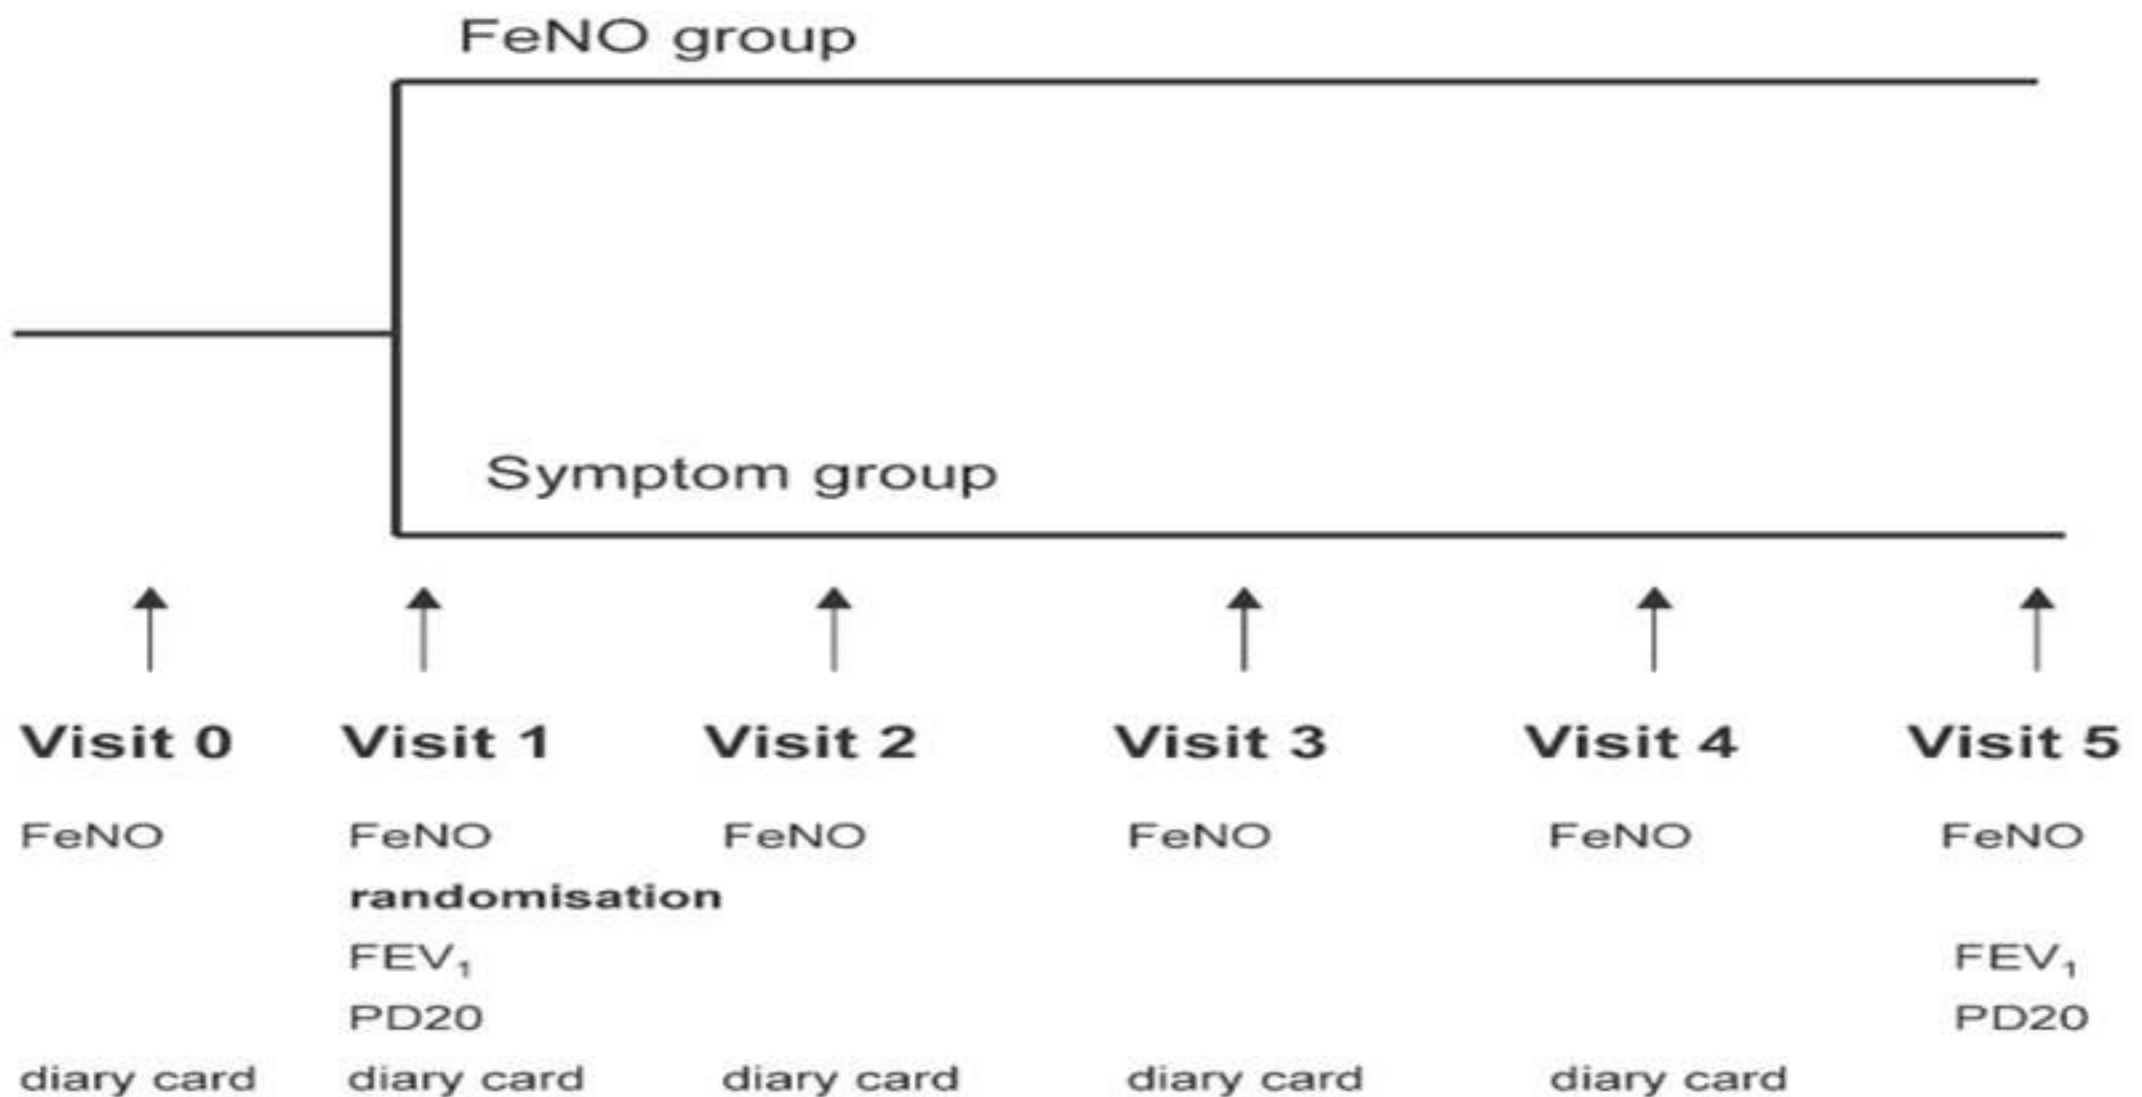 FeNO group
Symptom group
Visit 0 Visit 1 Visit 2 Visit 3 Visit 4 Visit 5
FeNO FeNO FeNO FeNO FeNO FeNO
randomisation
FEV₁ FEV₁
PD20 PD20
diary card diary card diary card diary card diary card